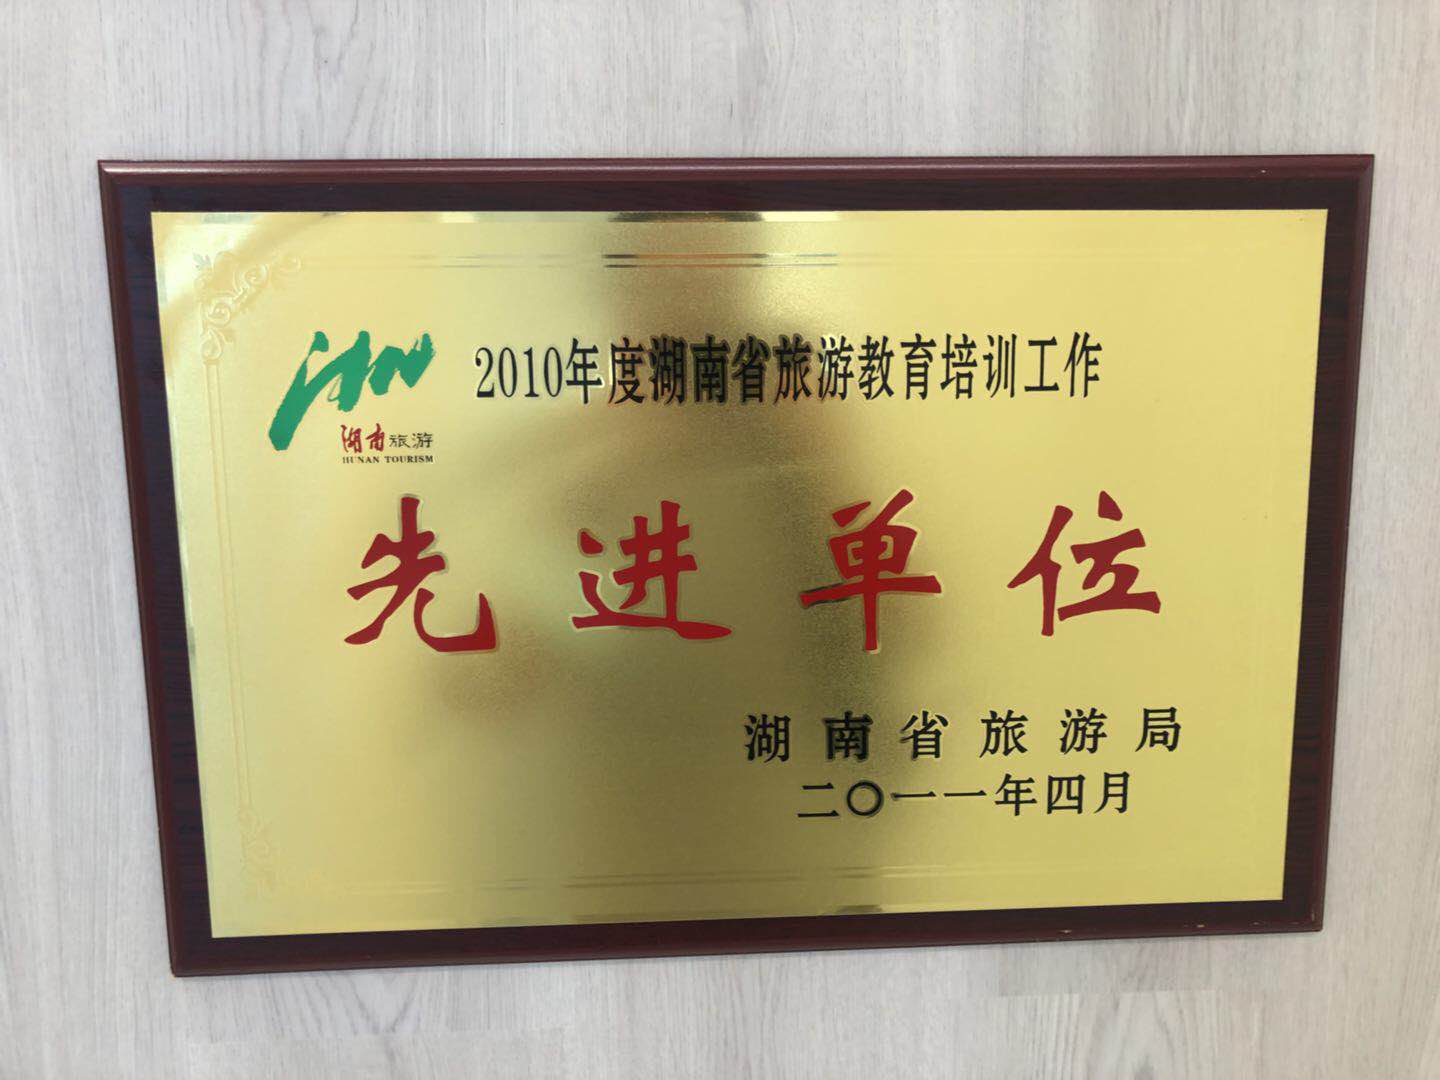 湘
湖南旅游
HUNAN TOURISM
2010年度湖南省旅游教育培训工作
先进单位
湖南省旅游局
二〇一一年四月